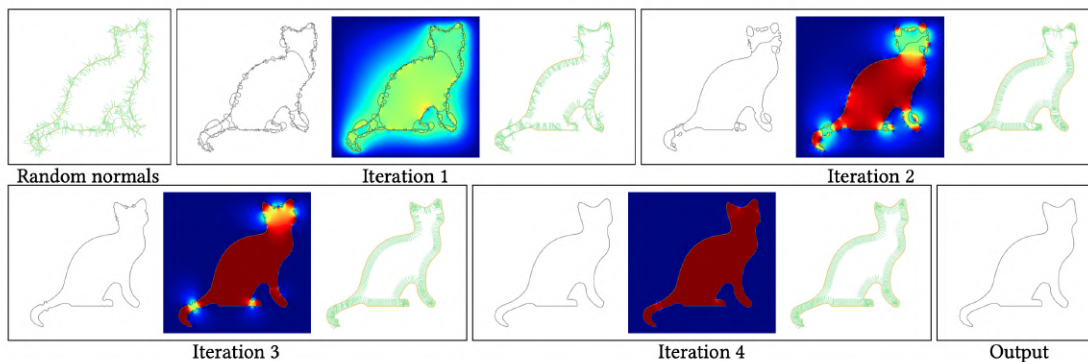 Random normals
Iteration 1
Iteration 2
Iteration 3
Iteration 4
Output